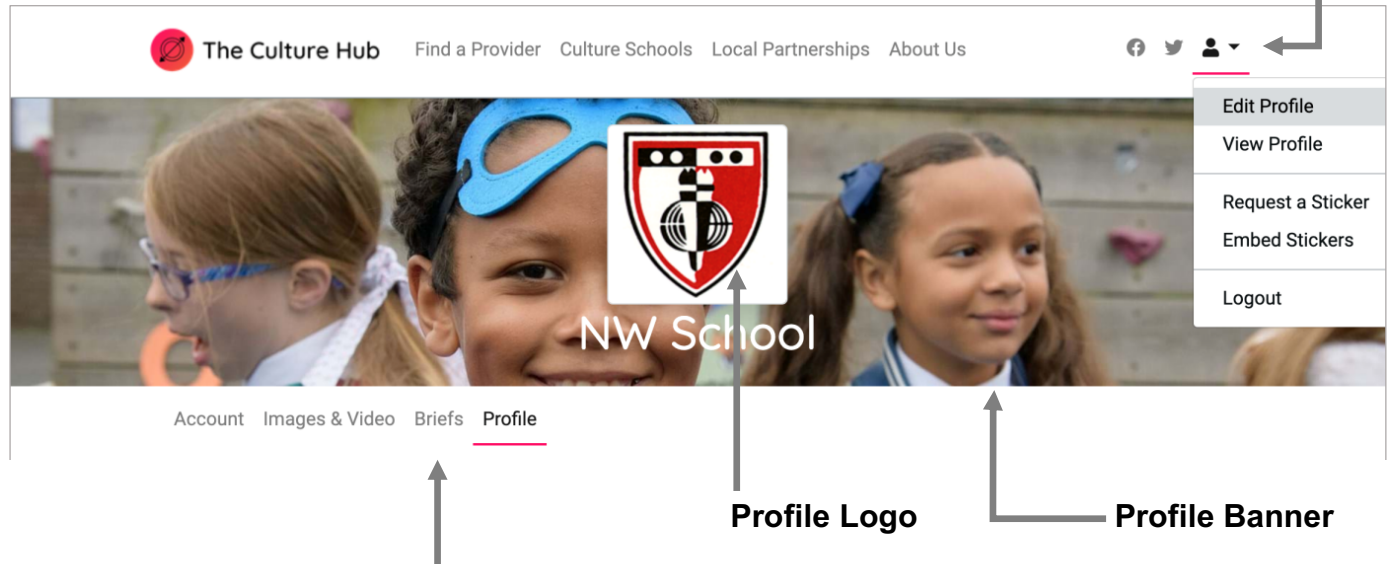 The Culture Hub Find a Provider Culture Schools Local Partnerships About Us
Edit Profile
View Profile
Request a Sticker
Embed Stickers
Logout
NW School
Account Images & Video Briefs Profile
Profile Logo Profile Banner